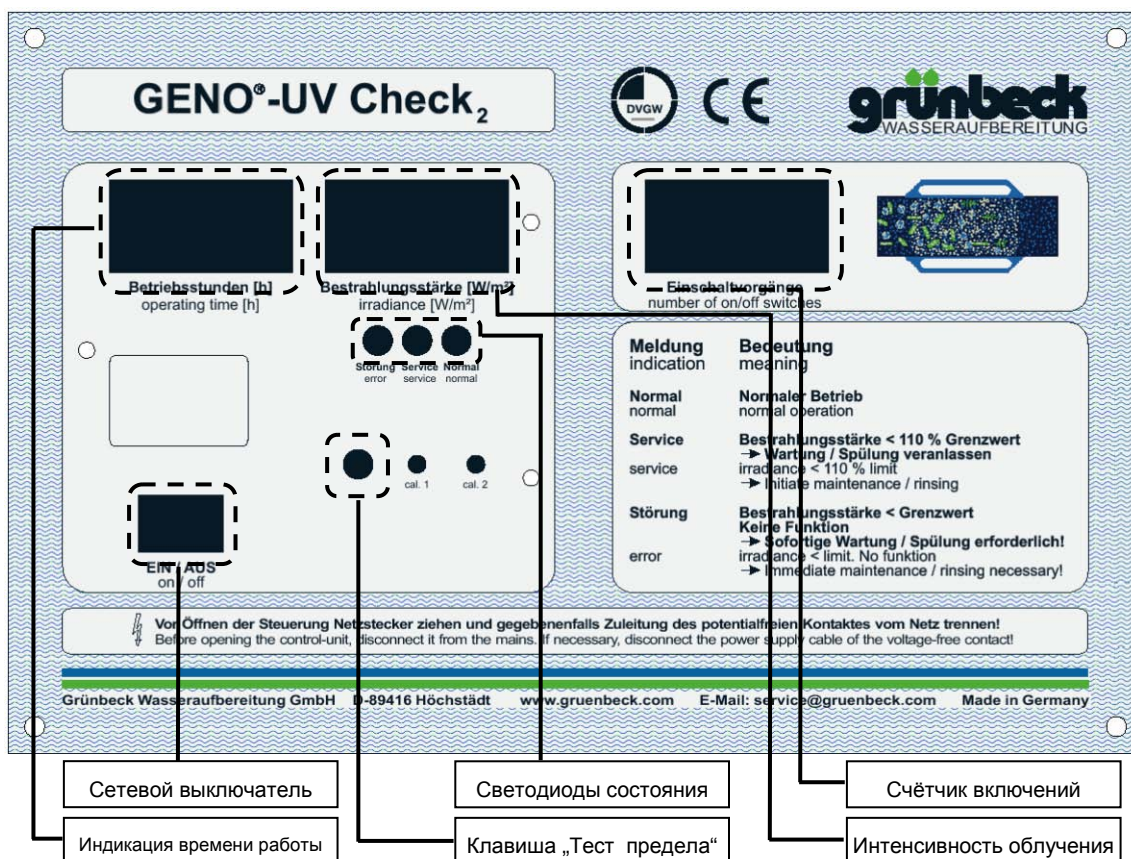 GENO®-UV Check₂
DVGW
CE
grünbeck
WASSERAUFBEREITUNG
Betriebsstunden [h]
operating time [h]
Bestrahlungsstärke [W/m²]
irradiance [W/m²]
Störung Service Normal
error service normal
cal. 1 cal. 2
EIN / AUS
on / off
Einschaltvorgänge
number of on/off switches
Meldung Bedeutung
indication meaning
Normal Normaler Betrieb
normal normal operation
Service Bestrahlungsstärke < 110 % Grenzwert
→ Wartung / Spülung veranlassen
service irradiance < 110 % limit
→ Initiate maintenance / rinsing
Störung Bestrahlungsstärke < Grenzwert
Keine Funktion
→ Sofortige Wartung / Spülung erforderlich!
error irradiance < limit. No funktion
→ Immediate maintenance / rinsing necessary!
Vor Öffnen der Steuerung Netzstecker ziehen und gegebenenfalls Zuleitung des potentialfreien Kontaktes vom Netz trennen!
Before opening the control-unit, disconnect it from the mains. If necessary, disconnect the power supply cable of the voltage-free contact!
Grünbeck Wasseraufbereitung GmbH D-89416 Höchstädt www.gruenbeck.com E-Mail: service@gruenbeck.com Made in Germany
Сетевой выключатель Светодиоды состояния Счётчик включений
Индикация времени работы Клавиша „Тест предела“ Интенсивность облучения